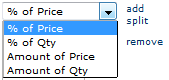 % of Price add
split
% of Price
% of Qty remove
Amount of Price
Amount of Qty